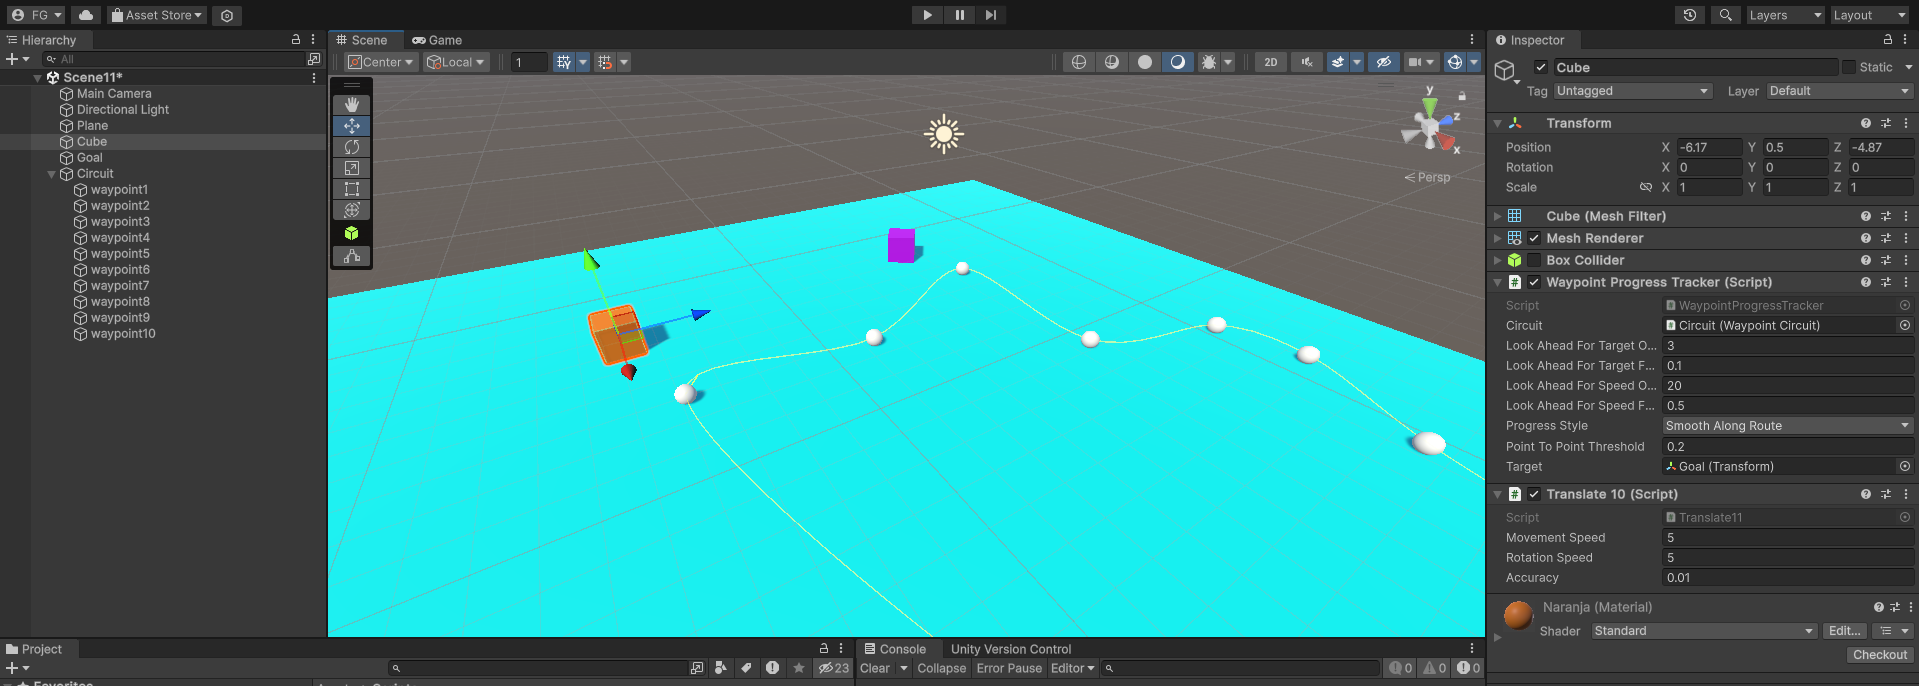 FG Asset Store Layers Layout
Hierarchy
All
Scene11*
Main Camera
Directional Light
Plane
Cube
Goal
Circuit
waypoint1
waypoint2
waypoint3
waypoint4
waypoint5
waypoint6
waypoint7
waypoint8
waypoint9
waypoint10
Scene Game
Center Local 1 2D
y
z
x
Persp
Inspector
Cube Static
Tag Untagged Layer Default
Transform
Position X -6.17 Y 0.5 Z -4.87
Rotation X 0 Y 0 Z 0
Scale X 1 Y 1 Z 1
Cube (Mesh Filter)
Mesh Renderer
Box Collider
# Waypoint Progress Tracker (Script)
Script WaypointProgressTracker
Circuit Circuit (Waypoint Circuit)
Look Ahead For Target O... 3
Look Ahead For Target F... 0.1
Look Ahead For Speed O... 20
Look Ahead For Speed F... 0.5
Progress Style Smooth Along Route
Point To Point Threshold 0.2
Target Goal (Transform)
# Translate 10 (Script)
Script Translate11
Movement Speed 5
Rotation Speed 5
Accuracy 0.01
Naranja (Material)
Shader Standard Edit...
Checkout
Project
23
Favorites
Console Unity Version Control
Clear Collapse Error Pause Editor 0 0 0